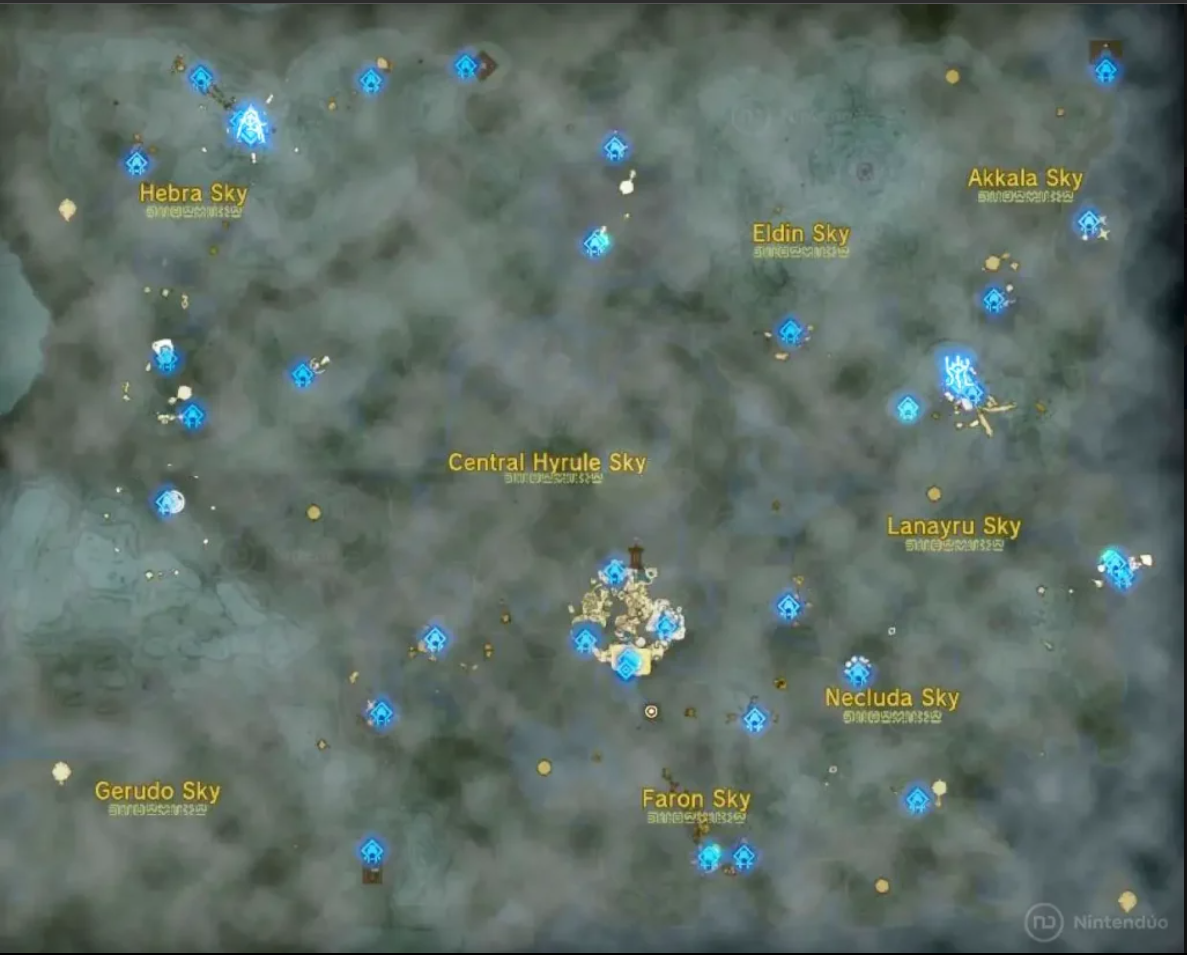 Hebra Sky
Akkala Sky
Eldin Sky
Central Hyrule Sky
Lanayru Sky
Necluda Sky
Gerudo Sky
Faron Sky
Nintendúo